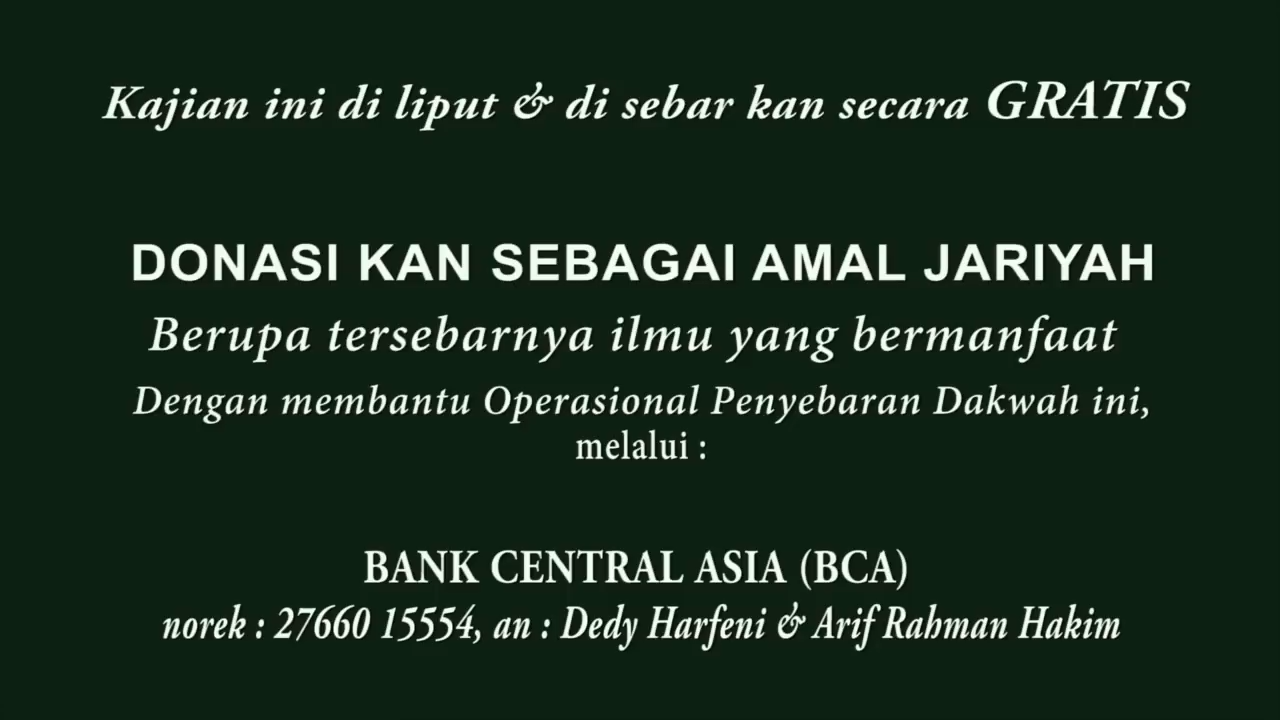 Kajian ini di liput & di sebar kan secara GRATIS
DONASI KAN SEBAGAI AMAL JARIYAH
Berupa tersebarnya ilmu yang bermanfaat
Dengan membantu Operasional Penyebaran Dakwah ini,
melalui :
BANK CENTRAL ASIA (BCA)
norek : 27660 15554, an : Dedy Harfeni & Arif Rahman Hakim